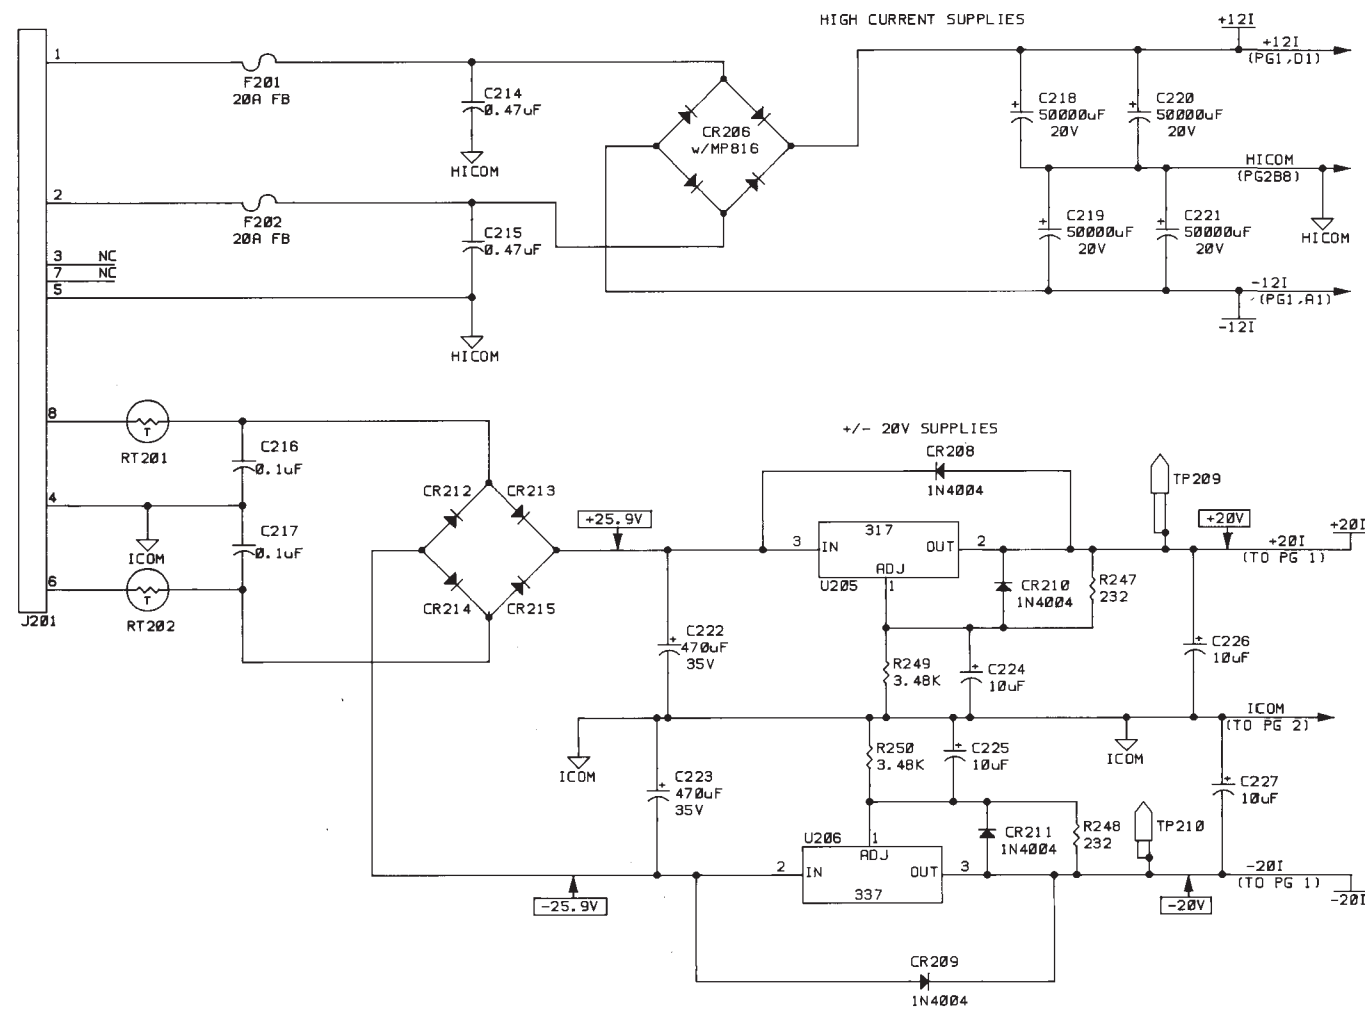 HIGH CURRENT SUPPLIES
+12I
+12I
(PG1,D1)
1
F201
20A FB
C214
0.47uF
HICOM
CR206
w/MP816
C218
50000uF
20V
C220
50000uF
20V
HICOM
(PG2B8)
2
F202
20A FB
C215
0.47uF
C219
50000uF
20V
C221
50000uF
20V
HICOM
3
NC
7
NC
5
-12I
(PG1,A1)
-12I
HICOM
8
T
RT201
C216
0.1uF
4
ICOM
C217
0.1uF
6
T
RT202
J201
CR212
CR213
CR214
CR215
+/- 20V SUPPLIES
CR208
1N4004
+25.9V
3
IN
317
OUT
2
ADJ
U205
1
CR210
1N4004
R247
232
TP209
+20V
+20I
+20I
(TO PG 1)
C222
470uF
35V
R249
3.48K
C224
10uF
C226
10uF
ICOM
(TO PG 2)
ICOM
ICOM
R250
3.48K
C225
10uF
C223
470uF
35V
C227
10uF
U206
1
ADJ
2
IN
OUT
3
337
CR211
1N4004
R248
232
TP210
-20I
(TO PG 1)
-20I
-25.9V
-20V
CR209
1N4004